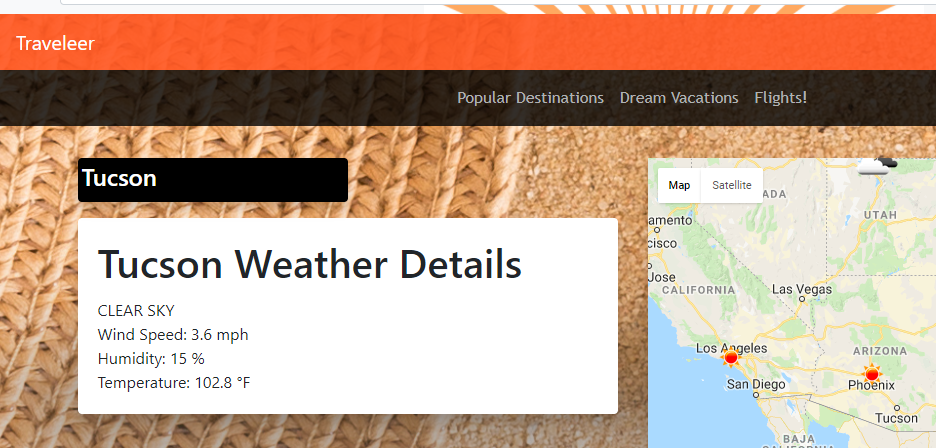 Traveleer
Popular Destinations Dream Vacations Flights!
Tucson
Tucson Weather Details
CLEAR SKY
Wind Speed: 3.6 mph
Humidity: 15 %
Temperature: 102.8 °F
Map Satellite
ADA
UTAH
amento
cisco
Jose
CALIFORNIA
Las Vegas
Los Angeles
ARIZONA
San Diego
Phoenix
Tucson
BAJA
CALIFORNIA